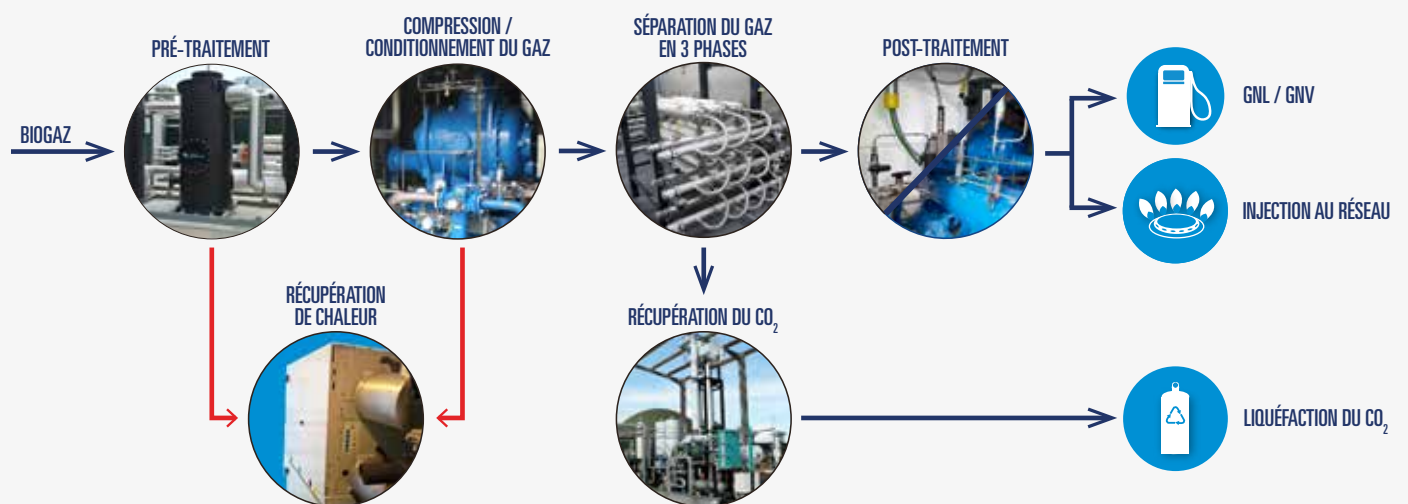 BIOGAZ
PRÉ-TRAITEMENT
COMPRESSION /
CONDITIONNEMENT DU GAZ
SÉPARATION DU GAZ
EN 3 PHASES
POST-TRAITEMENT
GNL / GNV
INJECTION AU RÉSEAU
RÉCUPÉRATION
DE CHALEUR
RÉCUPÉRATION DU CO₂
LIQUÉFACTION DU CO₂